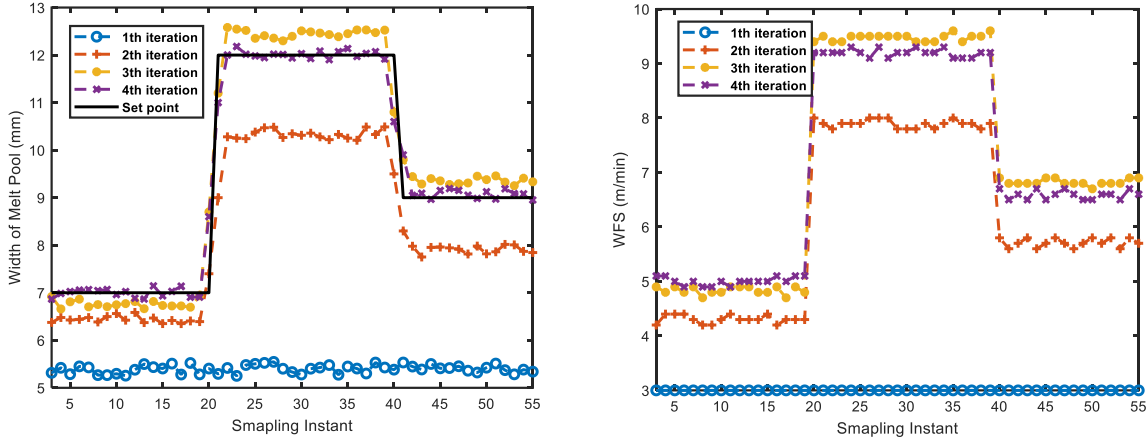 Width of Melt Pool (mm)
13
12
11
10
9
8
7
6
5
1th iteration
2th iteration
3th iteration
4th iteration
Set point
5 10 15 20 25 30 35 40 45 50 55
Smapling Instant
WFS (m/min)
10
9
8
7
6
5
4
3
1th iteration
2th iteration
3th iteration
4th iteration
5 10 15 20 25 30 35 40 45 50 55
Smapling Instant